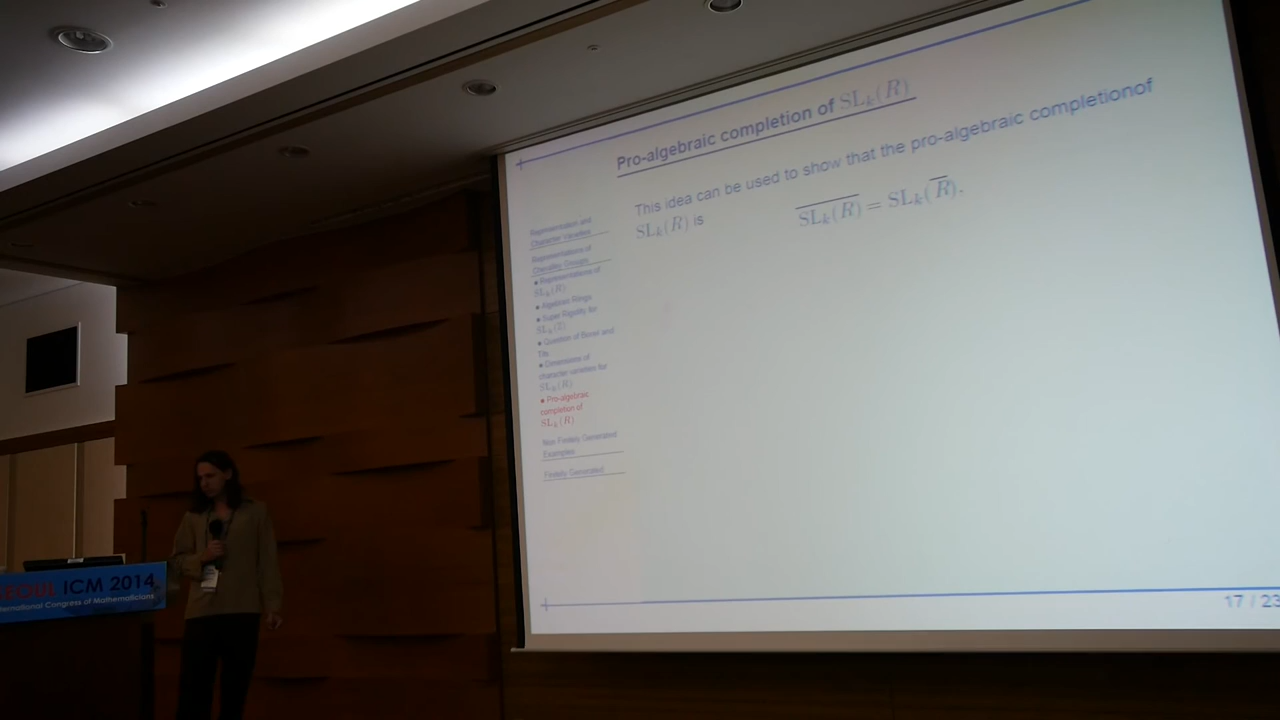 Pro-algebraic completion of SL_k(R)
This idea can be used to show that the pro-algebraic completionof
SL_k(R) is
\overline{SL_k(R)} = SL_k(\overline{R}).
Representation and
Character Varieties
Representations of
Chevalley Groups
• Representations of
SL_k(R)
• Algebraic Rings
• Super Rigidity for
SL_k(Z)
• Question of Borel and
Tits
• Dimensions of
character varieties for
SL_k(R)
• Pro-algebraic
completion of
SL_k(R)
Non Finitely Generated
Examples
Finitely Generated
17 / 23
SEOUL ICM 2014
International Congress of Mathematicians